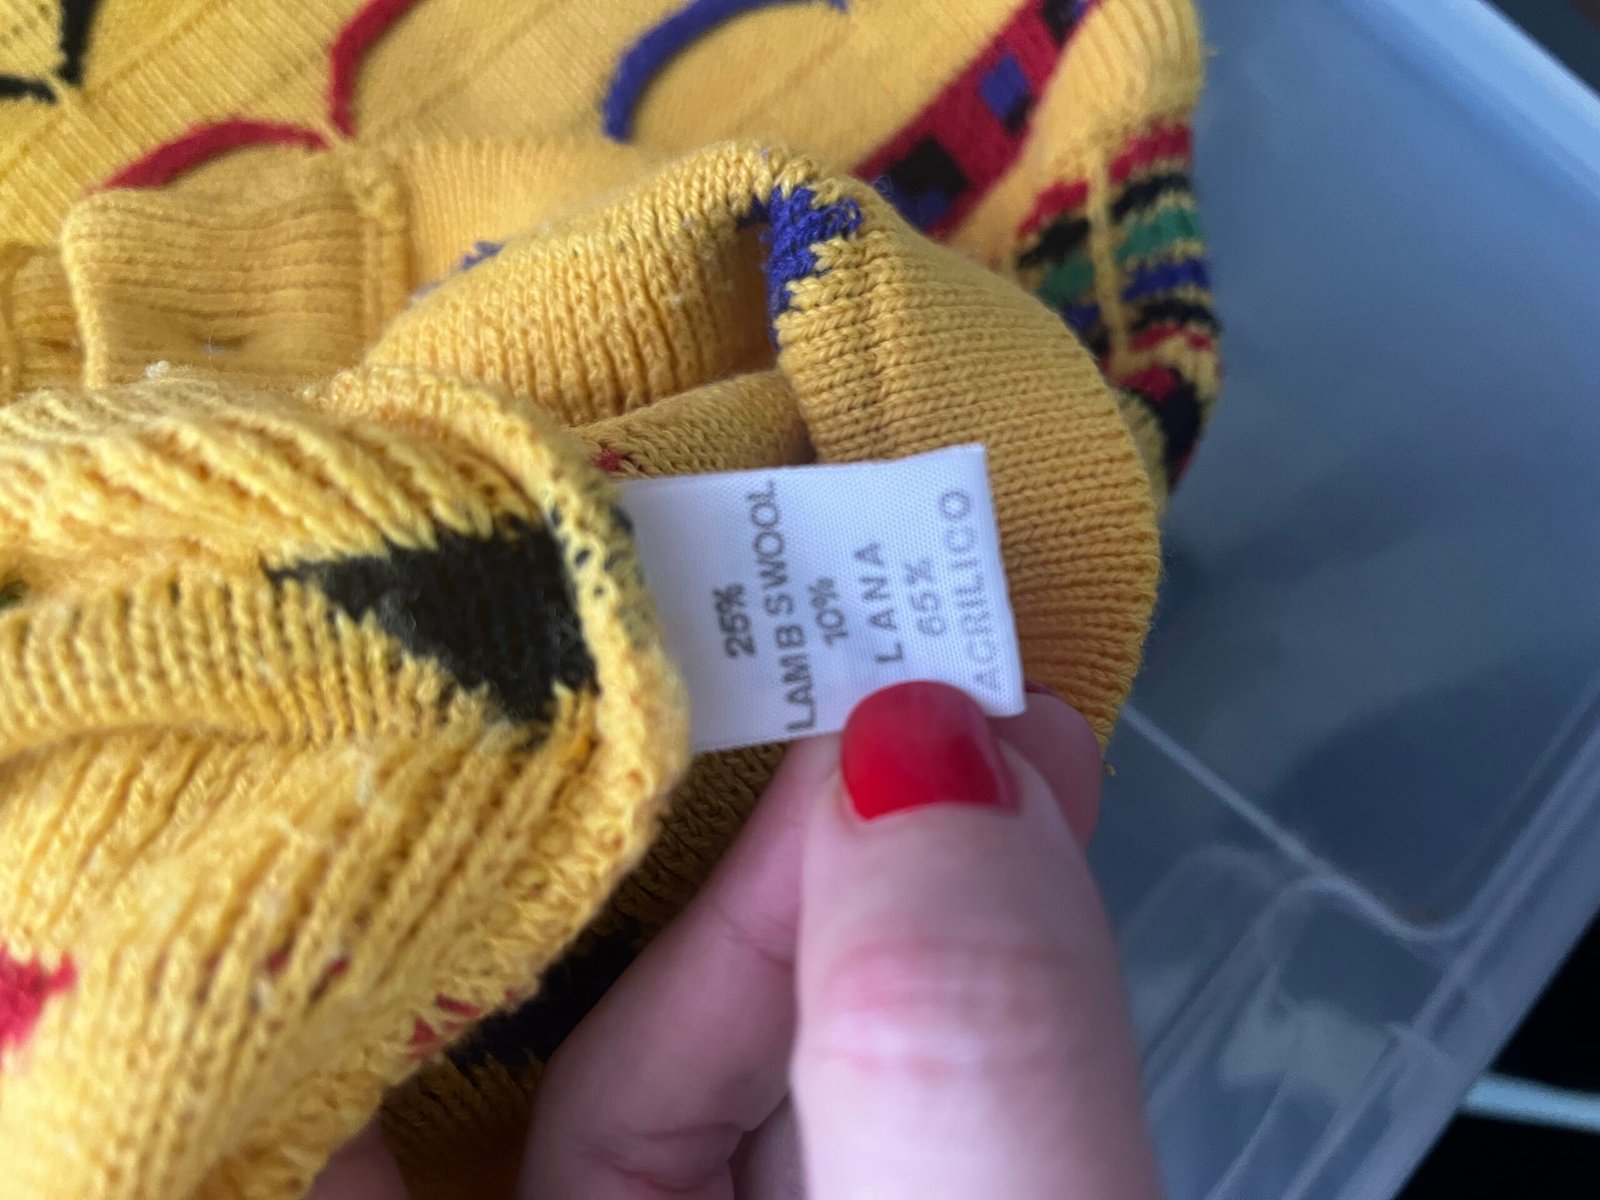 25%
LAMBSWOOL
10%
LANA
65%
ACRILICO